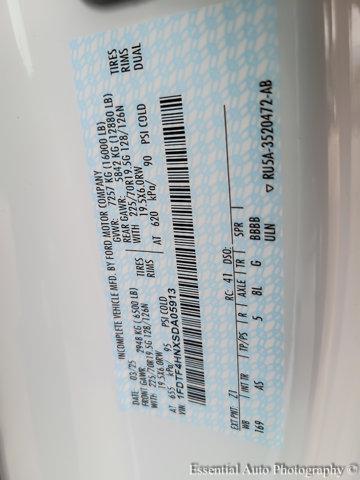 INCOMPLETE VEHICLE MFD. BY FORD MOTOR COMPANY
DATE 03/25 GVWR: 7257 KG (16000 LB)
FRONT GAWR: 2948 KG (6500 LB) REAR GAWR: 5842 KG (12880 LB)
WITH 225/70R19.5G 128/126N TIRES WITH 225/70R19.5G 128/126N TIRES
19.5X6.0RW RIMS 19.5X6.0RW RIMS
AT 655 kPa/ 95 PSI COLD AT 620 kPa/ 90 PSI COLD DUAL
VIN 1FDTF4HNXSDA05913
EXT PNT: Z1 RC: 41 DSO:
WB INT TR TP/PS R AXLE TR SPR
169 AS 5 8L G BBBB
ULN ▼ RU5A-3520472-AB
Essential Auto Photography ©